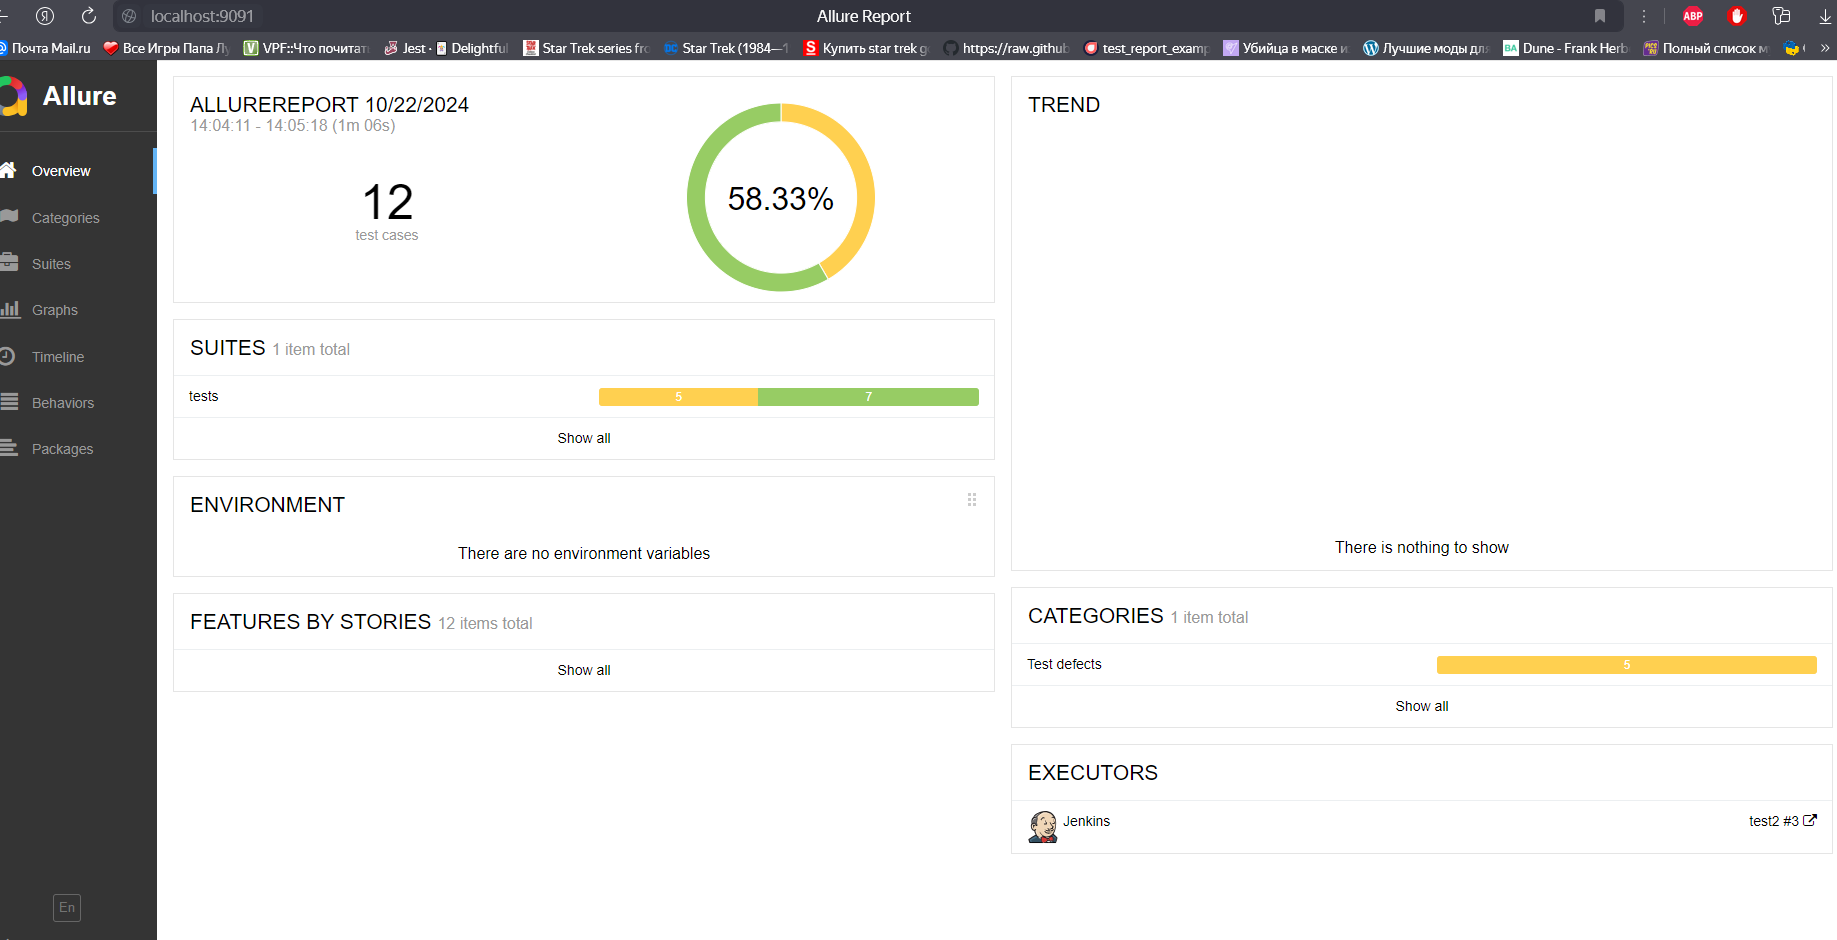 localhost:9091
Allure Report
ABP
Почта Mail.ru
Все Игры Папа Лу
VPF::Что почитать
Jest ·
Delightful
Star Trek series fro
Star Trek (1984—1
Купить star trek g
https://raw.github
test_report_examp
Убийца в маске и
Лучшие моды для
BA Dune - Frank Herb
Полный список м
»
Allure
Overview
Categories
Suites
Graphs
Timeline
Behaviors
Packages
En
ALLUREREPORT 10/22/2024
14:04:11 - 14:05:18 (1m 06s)
12
test cases
58.33%
SUITES 1 item total
tests
5
7
Show all
ENVIRONMENT
There are no environment variables
FEATURES BY STORIES 12 items total
Show all
TREND
There is nothing to show
CATEGORIES 1 item total
Test defects
5
Show all
EXECUTORS
Jenkins
test2 #3